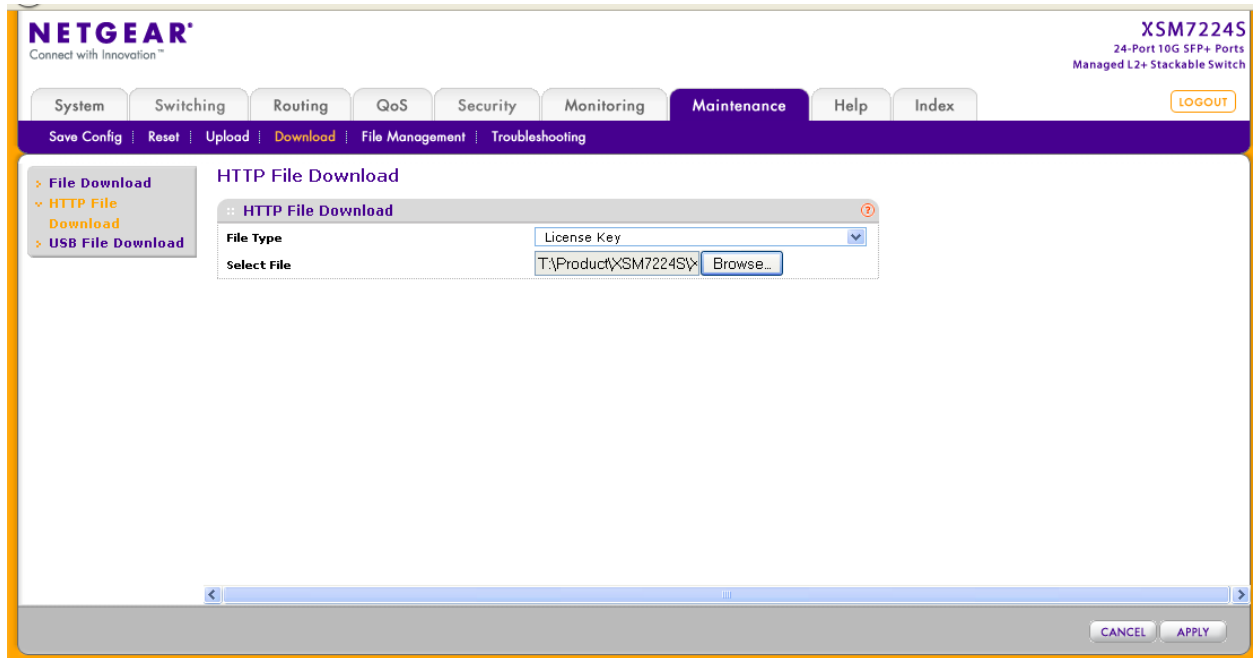 NETGEAR®
Connect with Innovation™
XSM7224S
24-Port 10G SFP+ Ports
Managed L2+ Stackable Switch
System Switching Routing QoS Security Monitoring Maintenance Help Index LOGOUT
Save Config Reset Upload Download File Management Troubleshooting
File Download
HTTP File
Download
USB File Download
HTTP File Download
HTTP File Download ?
File Type License Key
Select File T:\Product\XSM7224S\X Browse...
CANCEL APPLY